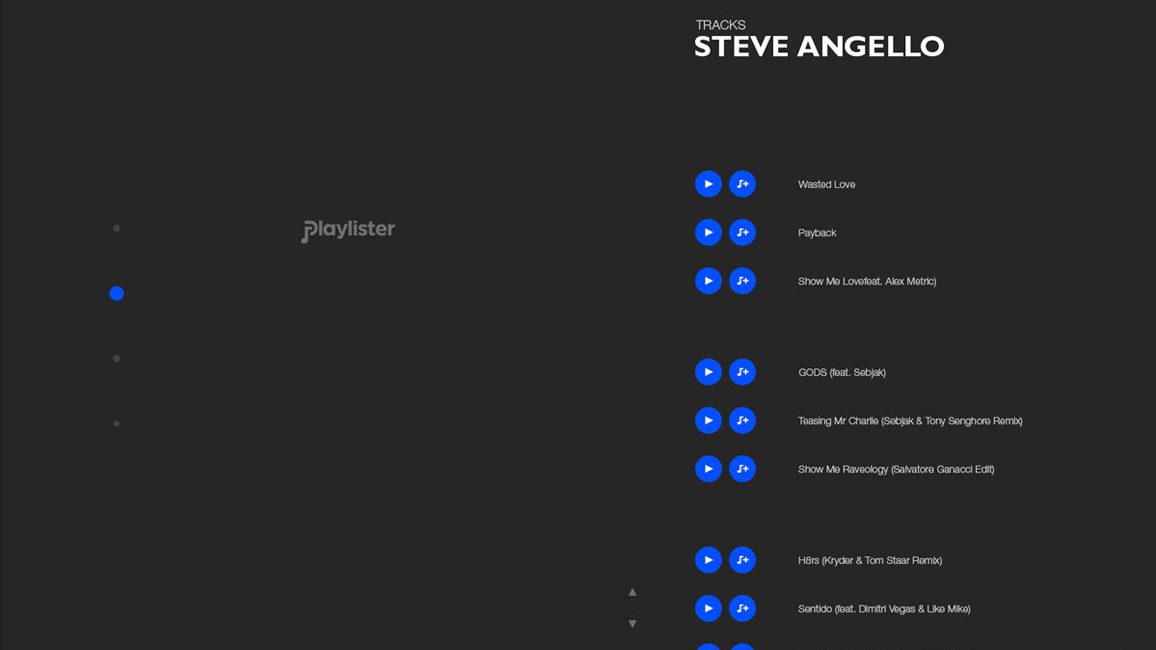 TRACKS
STEVE ANGELLO
Playlister
Wasted Love
Payback
Show Me Lovefeat. Alex Metric)
GODS (feat. Sebjak)
Teasing Mr Charlie (Sebjak & Tony Senghore Remix)
Show Me Raveology (Salvatore Ganacci Edit)
H8rs (Kryder & Tom Staar Remix)
Sentido (feat. Dimitri Vegas & Like Mike)